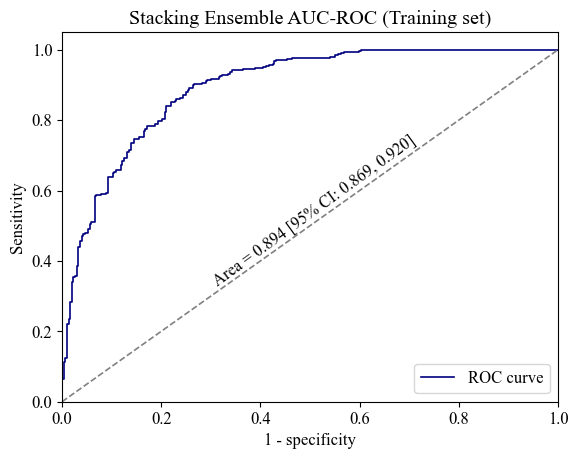 Stacking Ensemble AUC-ROC (Training set)
1.0
0.8
0.6
0.4
0.2
0.0
Sensitivity
Area = 0.894 [95% CI: 0.869, 0.920]
ROC curve
0.0 0.2 0.4 0.6 0.8 1.0
1 - specificity